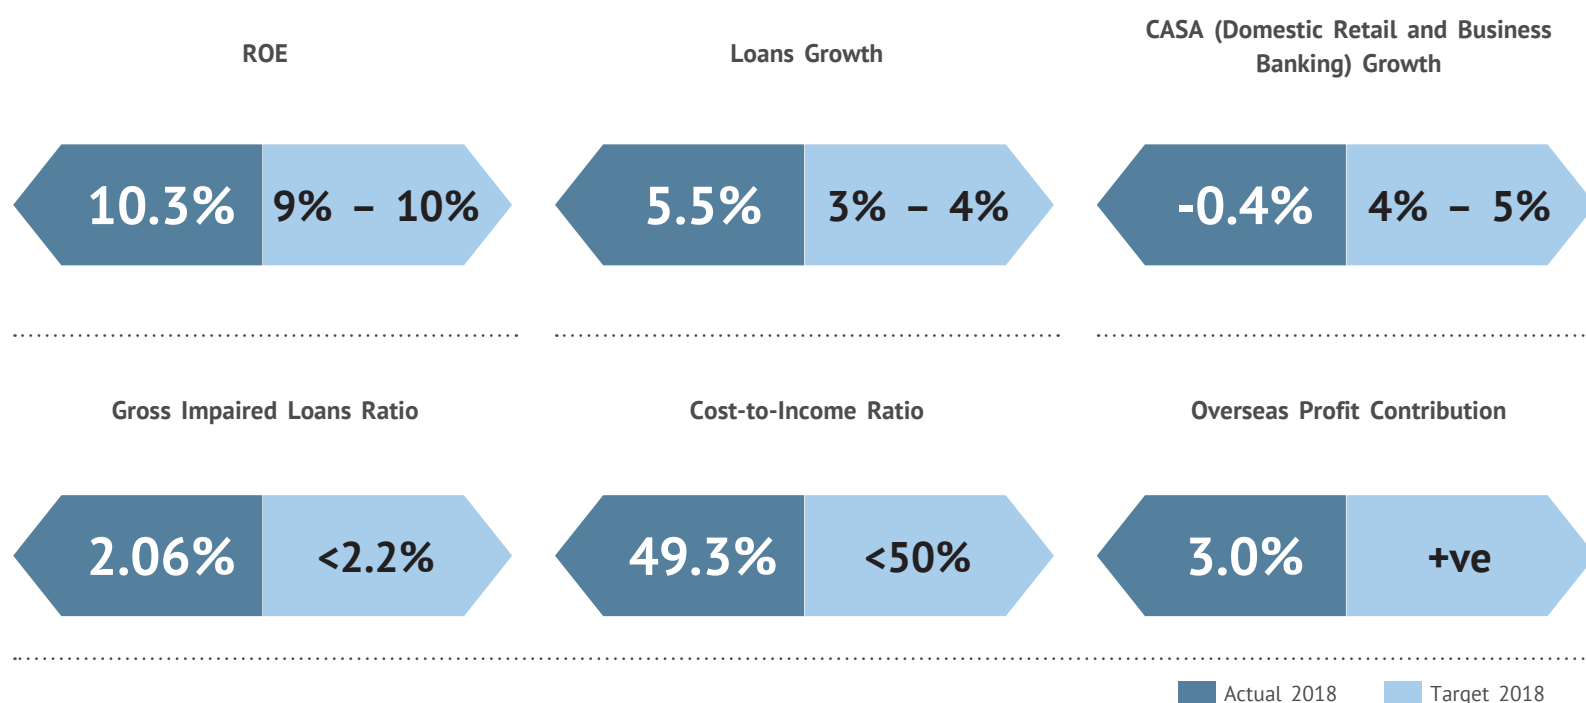 ROE
Loans Growth
CASA (Domestic Retail and Business
Banking) Growth
10.3%
9% – 10%
5.5%
3% – 4%
-0.4%
4% – 5%
Gross Impaired Loans Ratio
Cost-to-Income Ratio
Overseas Profit Contribution
2.06%
<2.2%
49.3%
<50%
3.0%
+ve
Actual 2018
Target 2018